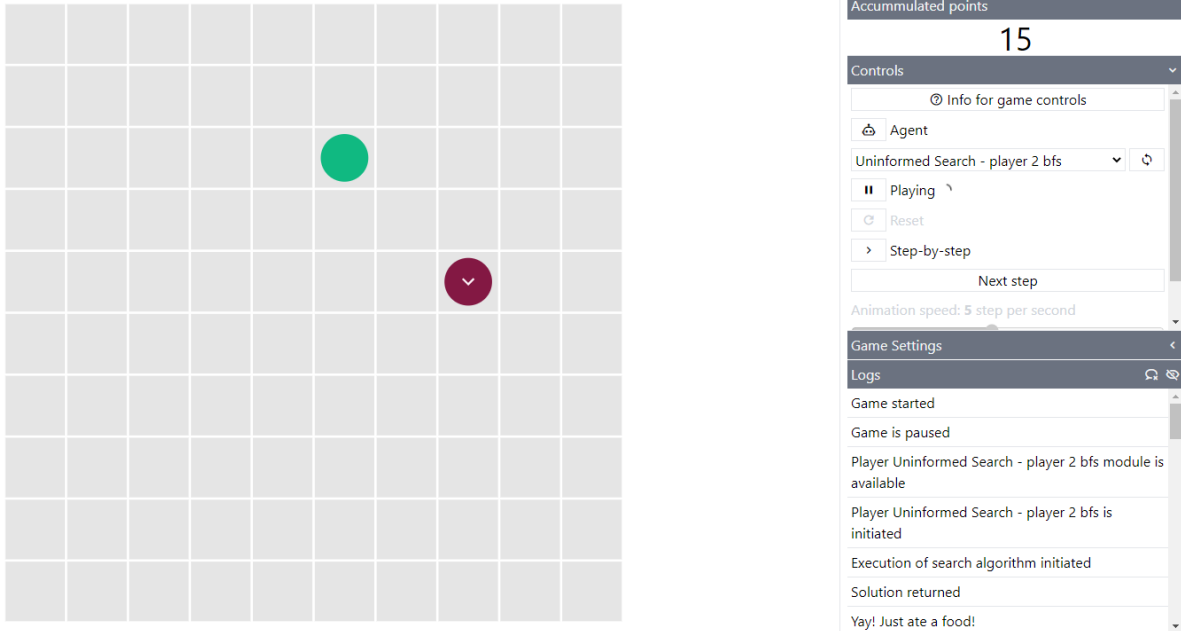 Accummulated points
15
Controls
Info for game controls
Agent
Uninformed Search - player 2 bfs
Playing
Reset
Step-by-step
Next step
Animation speed: 5 step per second
Game Settings
Logs
Game started
Game is paused
Player Uninformed Search - player 2 bfs module is
available
Player Uninformed Search - player 2 bfs is
initiated
Execution of search algorithm initiated
Solution returned
Yay! Just ate a food!